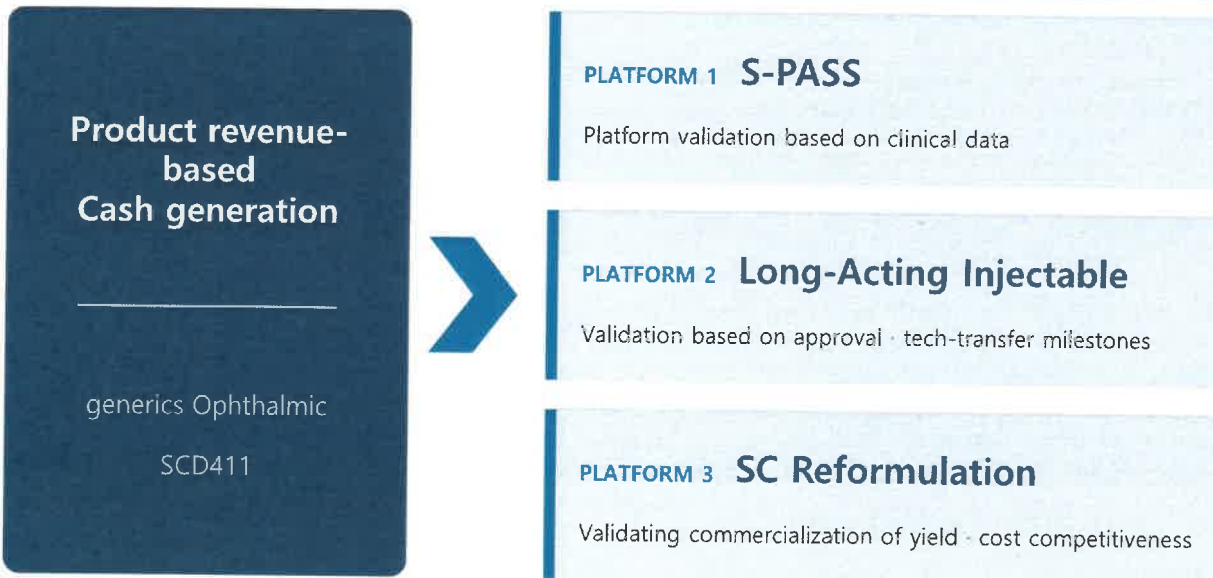 Product revenue-
based
Cash generation
generics Ophthalmic
SCD411
PLATFORM 1 S-PASS
Platform validation based on clinical data
PLATFORM 2 Long-Acting Injectable
Validation based on approval · tech-transfer milestones
PLATFORM 3 SC Reformulation
Validating commercialization of yield · cost competitiveness